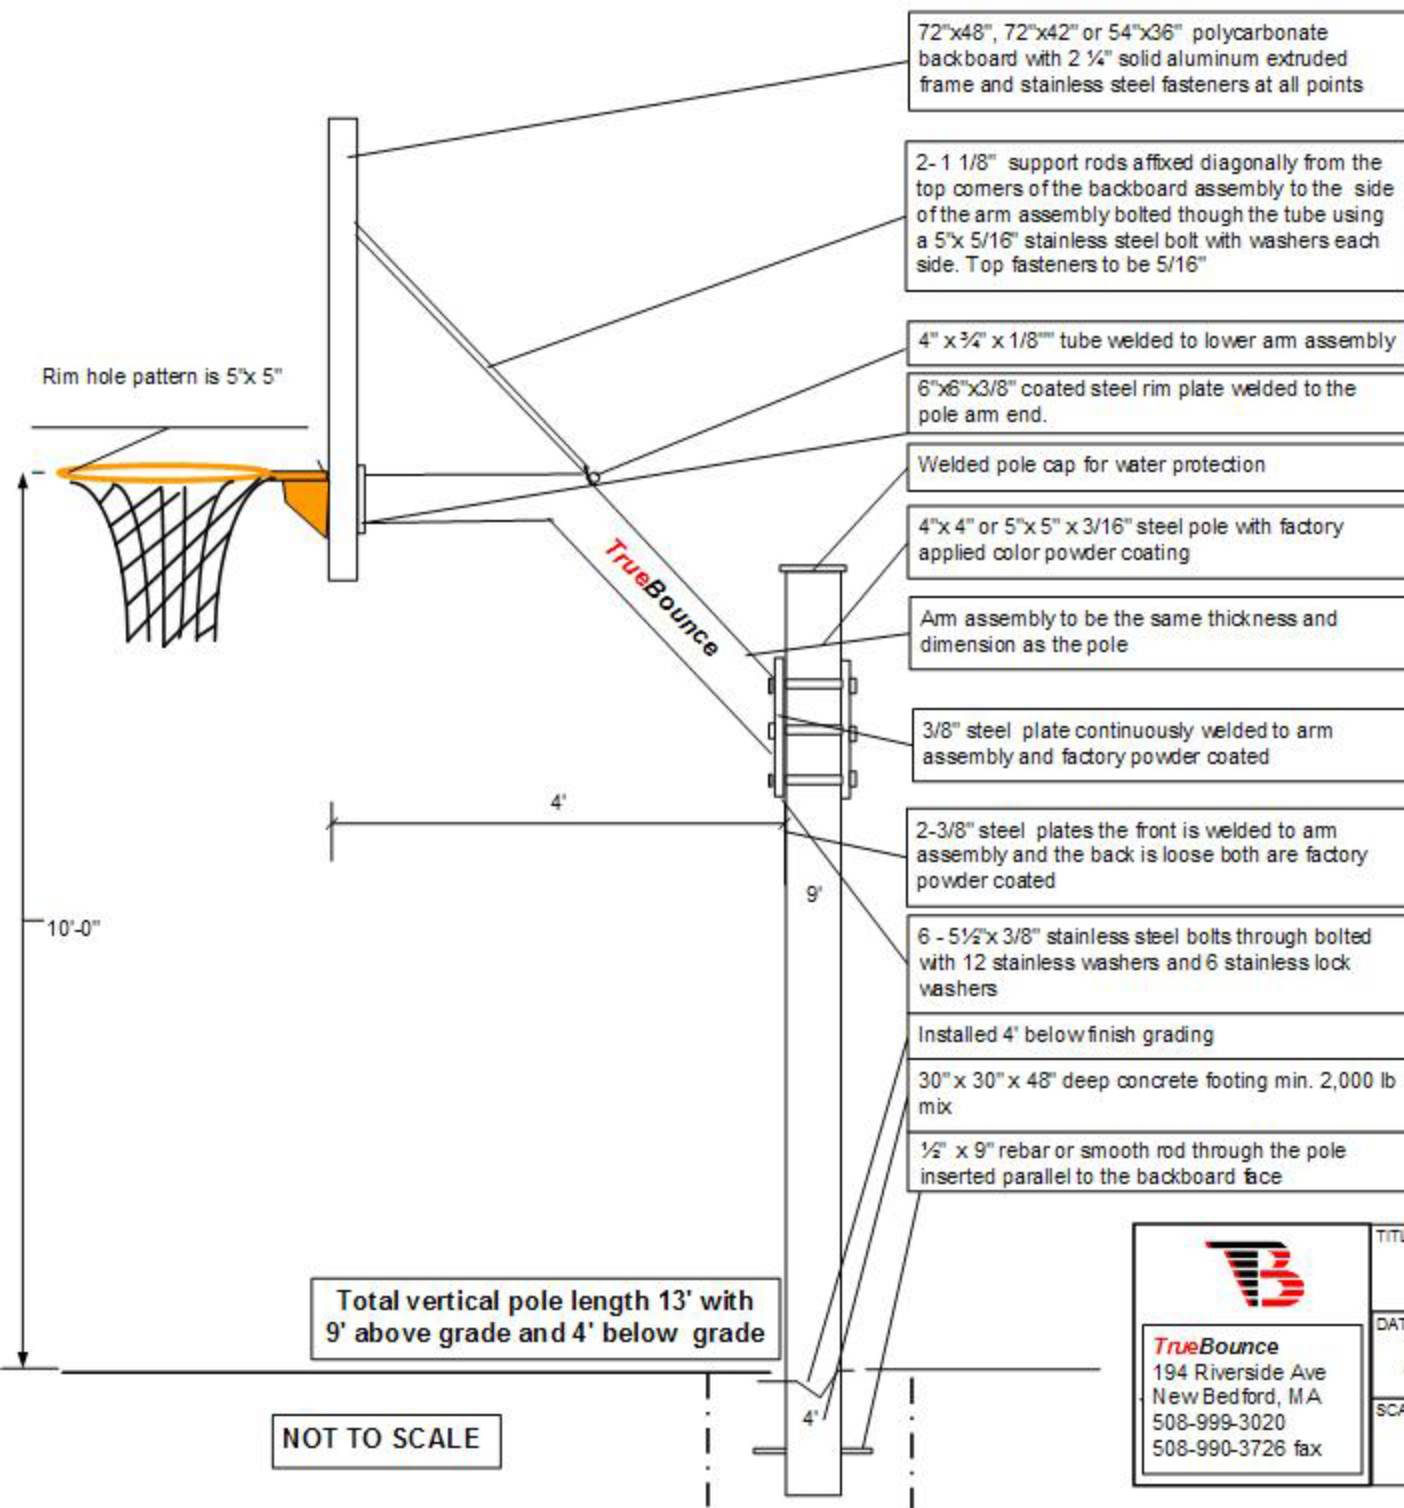 72"x48", 72"x42" or 54"x36" polycarbonate
backboard with 2 ¼" solid aluminum extruded
frame and stainless steel fasteners at all points
2- 1 1/8" support rods affixed diagonally from the
top corners of the backboard assembly to the side
of the arm assembly bolted though the tube using
a 5"x 5/16" stainless steel bolt with washers each
side. Top fasteners to be 5/16"
4" x ¾" x 1/8"" tube welded to lower arm assembly
Rim hole pattern is 5"x 5"
6"x6"x3/8" coated steel rim plate welded to the
pole arm end.
Welded pole cap for water protection
4"x 4" or 5"x 5" x 3/16" steel pole with factory
applied color powder coating
TrueBounce
Arm assembly to be the same thickness and
dimension as the pole
3/8" steel plate continuously welded to arm
assembly and factory powder coated
4'
2-3/8" steel plates the front is welded to arm
assembly and the back is loose both are factory
powder coated
9'
10'-0"
6 - 5½"x 3/8" stainless steel bolts through bolted
with 12 stainless washers and 6 stainless lock
washers
Installed 4' below finish grading
30" x 30" x 48" deep concrete footing min. 2,000 lb
mix
½" x 9" rebar or smooth rod through the pole
inserted parallel to the backboard face
Total vertical pole length 13' with
9' above grade and 4' below grade
4'
NOT TO SCALE
TB
TrueBounce
194 Riverside Ave
New Bedford, MA
508-999-3020
508-990-3726 fax